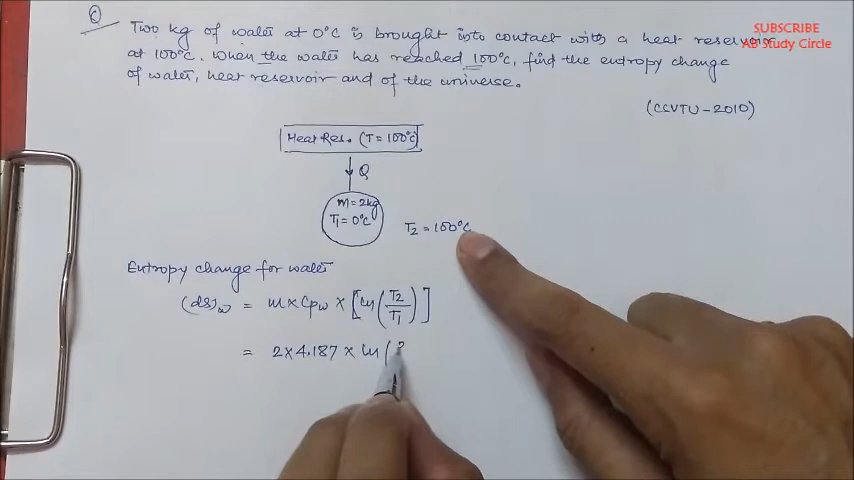 Q
Two kg of water at 0°C is brought into contact with a heat reservoir
at 100°C. When the water has reached 100°C, find the entropy change
of water, heat reservoir and of the universe.
SUBSCRIBE
AB Study Circle
(CSVTU-2010)
Heat Res. (T=100°C)
Q
m=2kg
T1=0°C
T2=100°C
Entropy change for water
(ds)w = m×Cpw×[ln(T2/T1)]
= 2×4.187×ln(